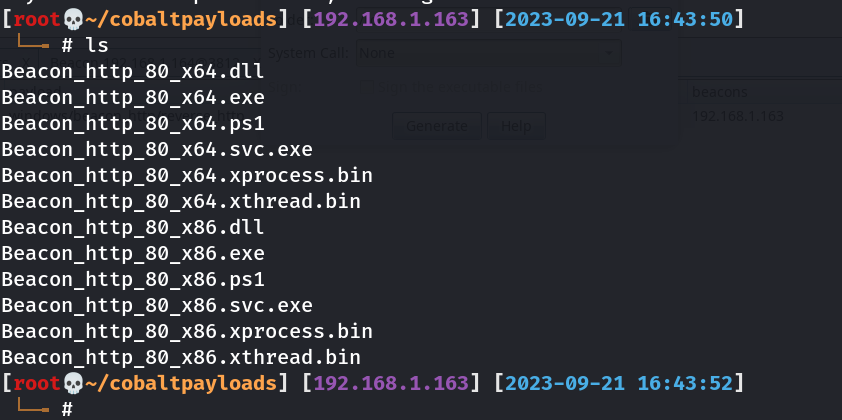 [root💀~/cobaltpayloads] [192.168.1.163] [2023-09-21 16:43:50]
└─ # ls
System Call: None
Beacon_http_80_x64.dll
Beacon_http_80_x64.exe
beacons
Beacon_http_80_x64.ps1
192.168.1.163
Generate Help
Beacon_http_80_x64.svc.exe
Beacon_http_80_x64.xprocess.bin
Beacon_http_80_x64.xthread.bin
Beacon_http_80_x86.dll
Beacon_http_80_x86.exe
Beacon_http_80_x86.ps1
Beacon_http_80_x86.svc.exe
Beacon_http_80_x86.xprocess.bin
Beacon_http_80_x86.xthread.bin
[root💀~/cobaltpayloads] [192.168.1.163] [2023-09-21 16:43:52]
└─ #